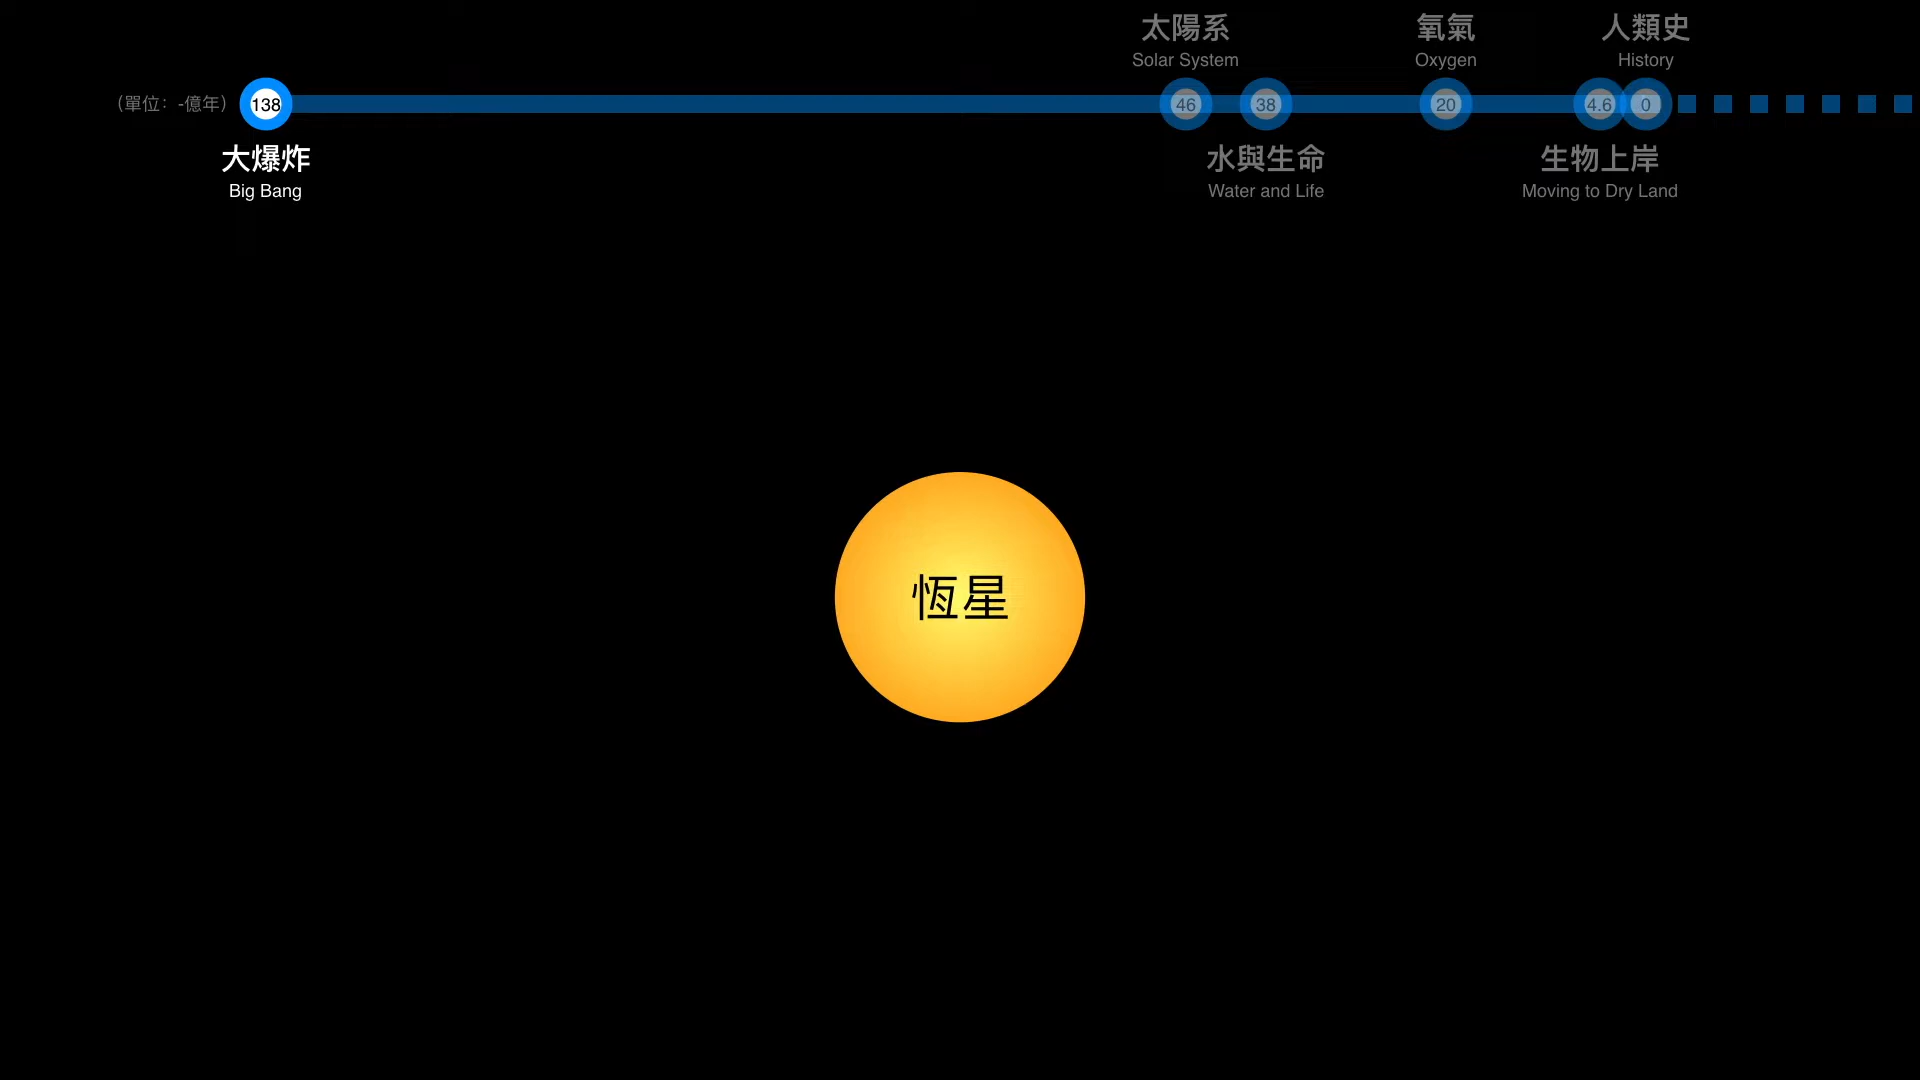 太陽系
Solar System
氧氣
Oxygen
人類史
History
（單位：-億年）
138
46
38
20
4.6
0
大爆炸
Big Bang
水與生命
Water and Life
生物上岸
Moving to Dry Land
恆星